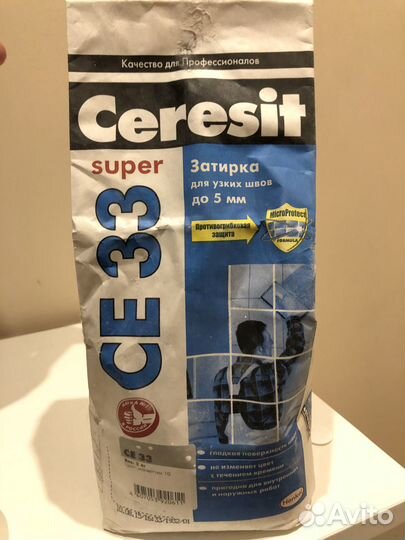 Качество для Профессионалов
Ceresit
super
CE 33
Затирка
для узких швов
до 5 мм
Противогрибковая
защита
MicroProtect
FORMULA
CE 33
гладкая поверхность
не изменяет цвет
с течением времени
пригодна для внутренних
и наружных работ
Henkel
Avito